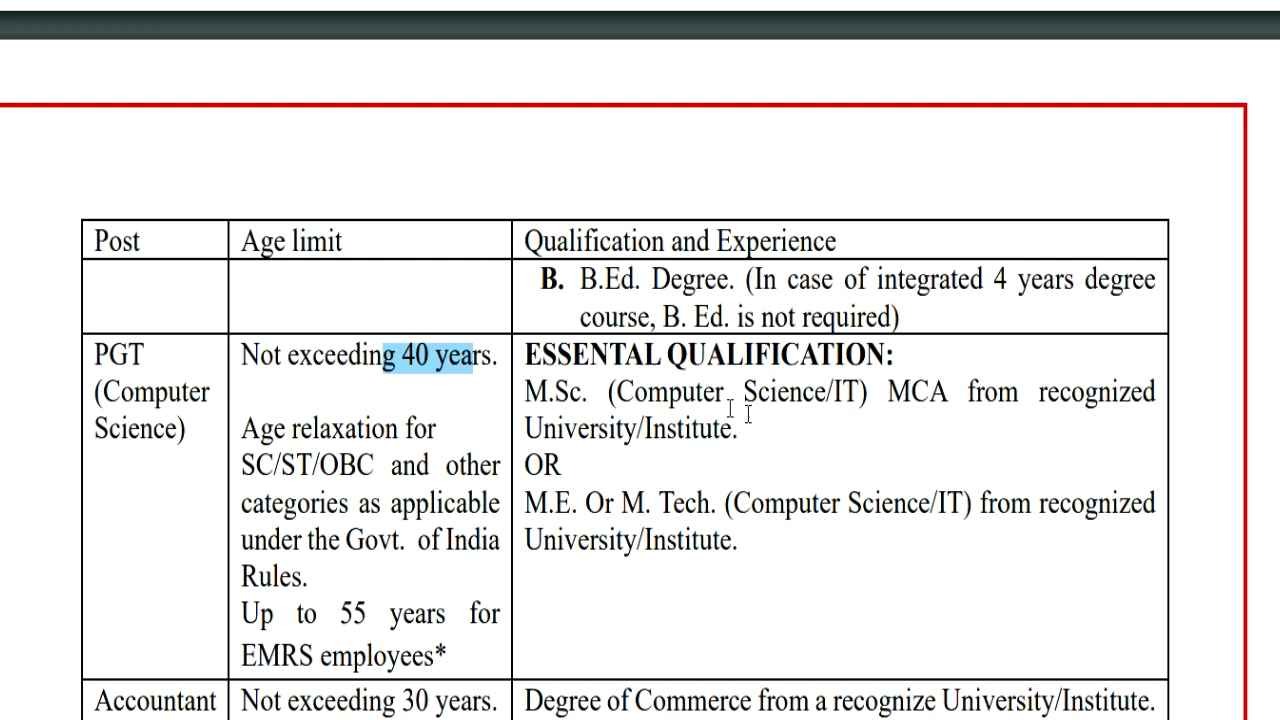 Post
Age limit
Qualification and Experience
B. B.Ed. Degree. (In case of integrated 4 years degree
course, B. Ed. is not required)
PGT
(Computer
Science)
Not exceeding 40 years.
Age relaxation for
SC/ST/OBC and other
categories as applicable
under the Govt. of India
Rules.
Up to 55 years for
EMRS employees*
ESSENTAL QUALIFICATION:
M.Sc. (Computer Science/IT) MCA from recognized
University/Institute.
OR
M.E. Or M. Tech. (Computer Science/IT) from recognized
University/Institute.
Accountant
Not exceeding 30 years.
Degree of Commerce from a recognize University/Institute.